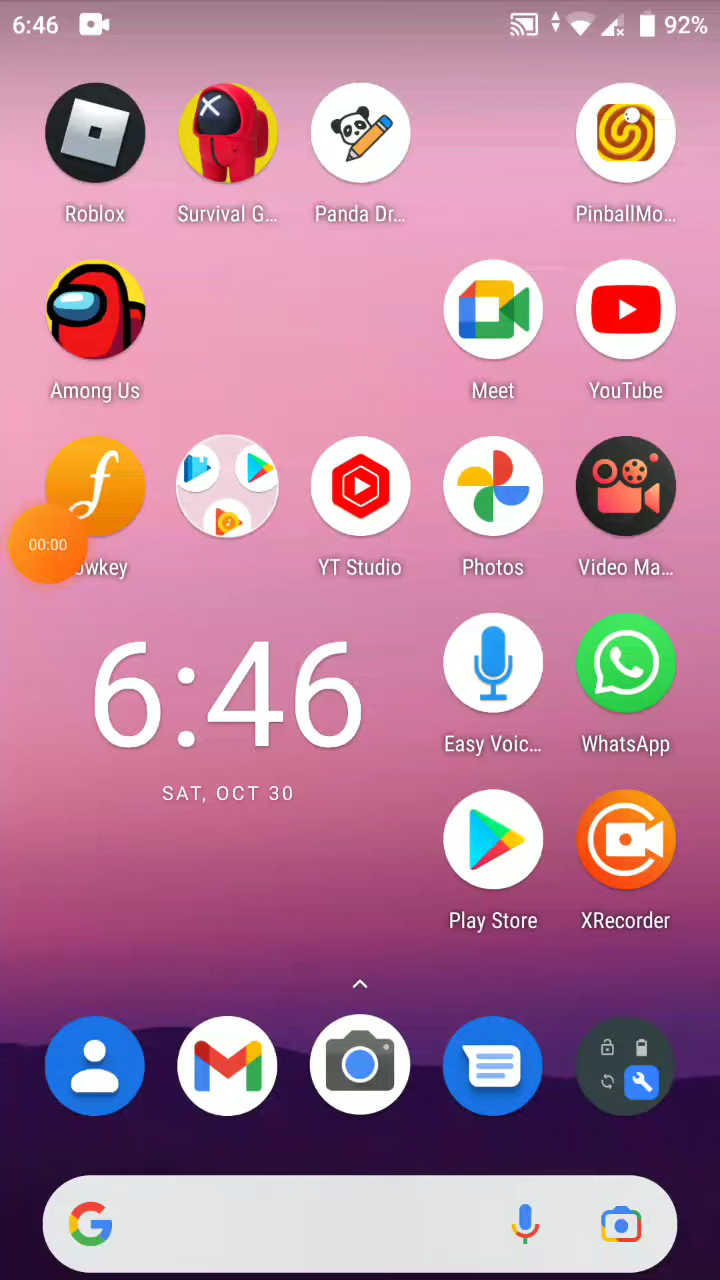 6:46
92%
Roblox
Survival G...
Panda Dr...
PinballMo...
Among Us
Meet
YouTube
00:00
owkey
YT Studio
Photos
Video Ma...
6:46
SAT, OCT 30
Easy Voic...
WhatsApp
Play Store
XRecorder